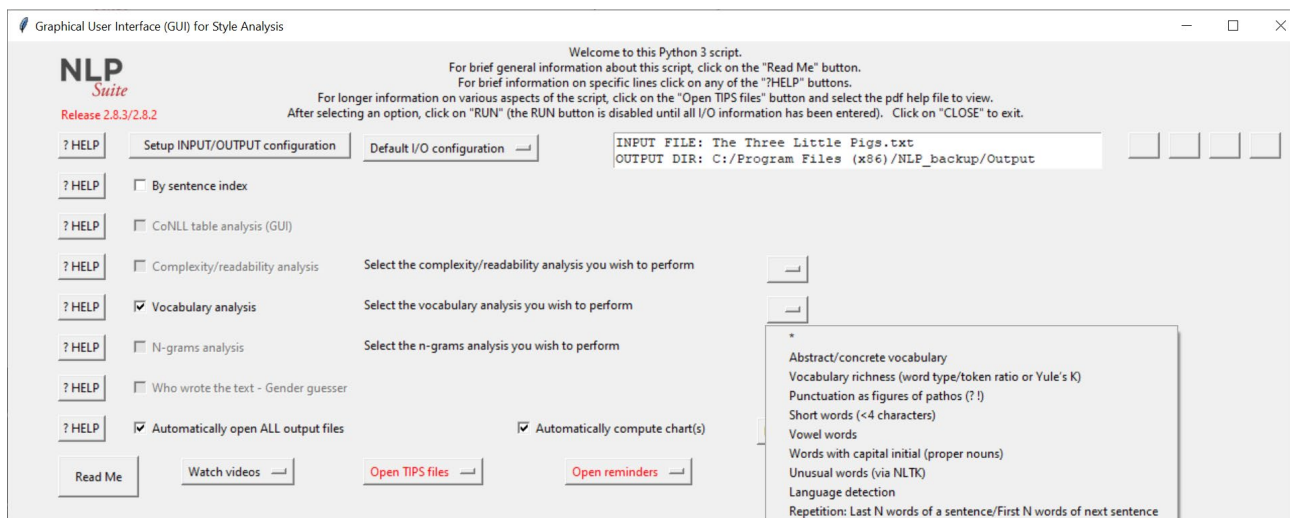 Graphical User Interface (GUI) for Style Analysis
NLP
Suite
Release 2.8.3/2.8.2
Welcome to this Python 3 script.
For brief general information about this script, click on the "Read Me" button.
For brief information on specific lines click on any of the "?HELP" buttons.
For longer information on various aspects of the script, click on the "Open TIPS files" button and select the pdf help file to view.
After selecting an option, click on "RUN" (the RUN button is disabled until all I/O information has been entered). Click on "CLOSE" to exit.
? HELP Setup INPUT/OUTPUT configuration Default I/O configuration INPUT FILE: The Three Little Pigs.txt
OUTPUT DIR: C:/Program Files (x86)/NLP_backup/Output
? HELP By sentence index
? HELP CoNLL table analysis (GUI)
? HELP Complexity/readability analysis Select the complexity/readability analysis you wish to perform
? HELP Vocabulary analysis Select the vocabulary analysis you wish to perform
? HELP N-grams analysis Select the n-grams analysis you wish to perform
? HELP Who wrote the text - Gender guesser
? HELP Automatically open ALL output files Automatically compute chart(s)
Read Me Watch videos Open TIPS files Open reminders
*
Abstract/concrete vocabulary
Vocabulary richness (word type/token ratio or Yule's K)
Punctuation as figures of pathos (? !)
Short words (<4 characters)
Vowel words
Words with capital initial (proper nouns)
Unusual words (via NLTK)
Language detection
Repetition: Last N words of a sentence/First N words of next sentence